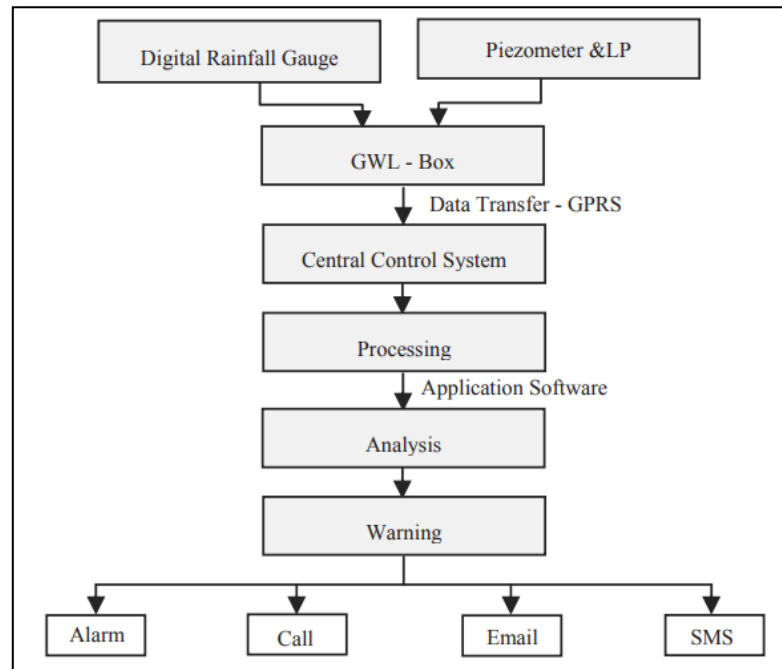 Digital Rainfall Gauge
Piezometer &LP
GWL - Box
Data Transfer - GPRS
Central Control System
Processing
Application Software
Analysis
Warning
Alarm
Call
Email
SMS